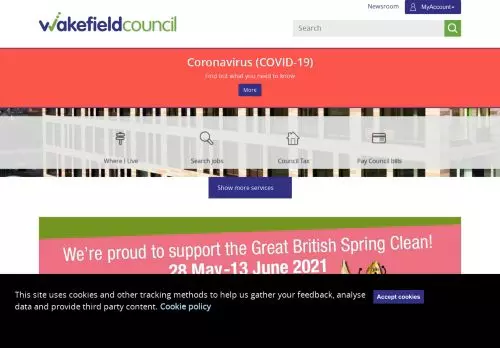 wakefieldcouncil
Newsroom
MyAccount
Search
Coronavirus (COVID-19)
Find out what you need to know
More
Where I Live
Search jobs
Council Tax
Pay Council bills
Show more services
We're proud to support the Great British Spring Clean!
28 May-13 June 2021
This site uses cookies and other tracking methods to help us gather your feedback, analyse
data and provide third party content. Cookie policy
Accept cookies